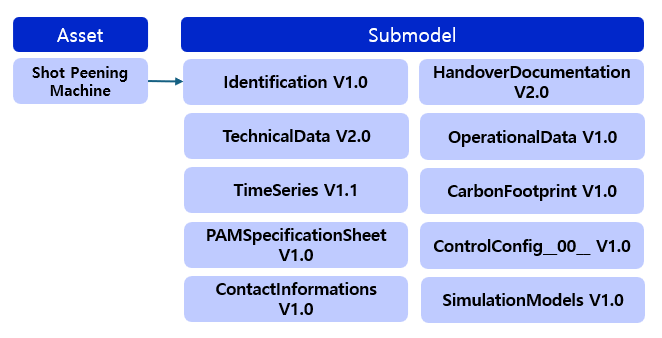 Asset
Submodel
Shot Peening
Machine
Identification V1.0
HandoverDocumentation
V2.0
TechnicalData V2.0
OperationalData V1.0
TimeSeries V1.1
CarbonFootprint V1.0
PAMSpecificationSheet
V1.0
ControlConfig__00__ V1.0
ContactInformations
V1.0
SimulationModels V1.0